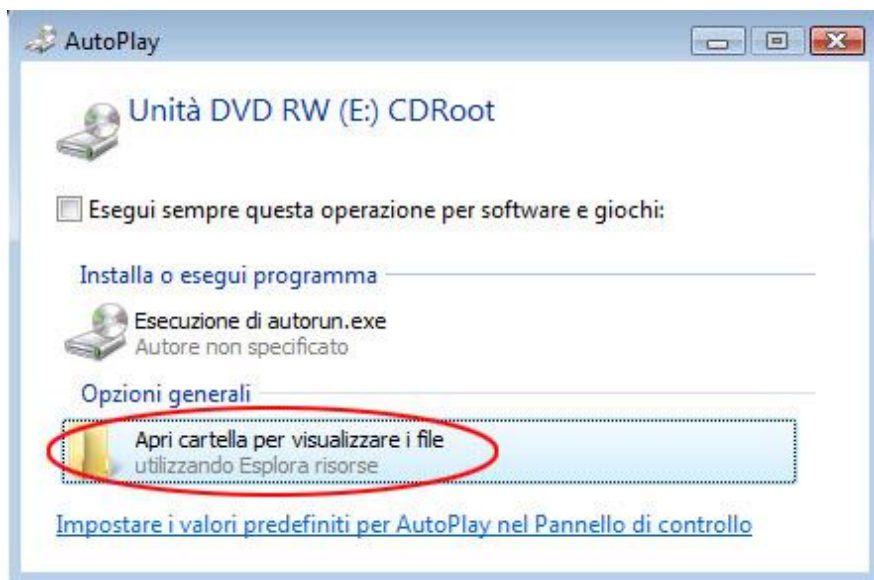 AutoPlay
Unità DVD RW (E:) CDRoot
Esegui sempre questa operazione per software e giochi:
Installa o esegui programma
Esecuzione di autorun.exe
Autore non specificato
Opzioni generali
Apri cartella per visualizzare i file
utilizzando Esplora risorse
Impostare i valori predefiniti per AutoPlay nel Pannello di controllo